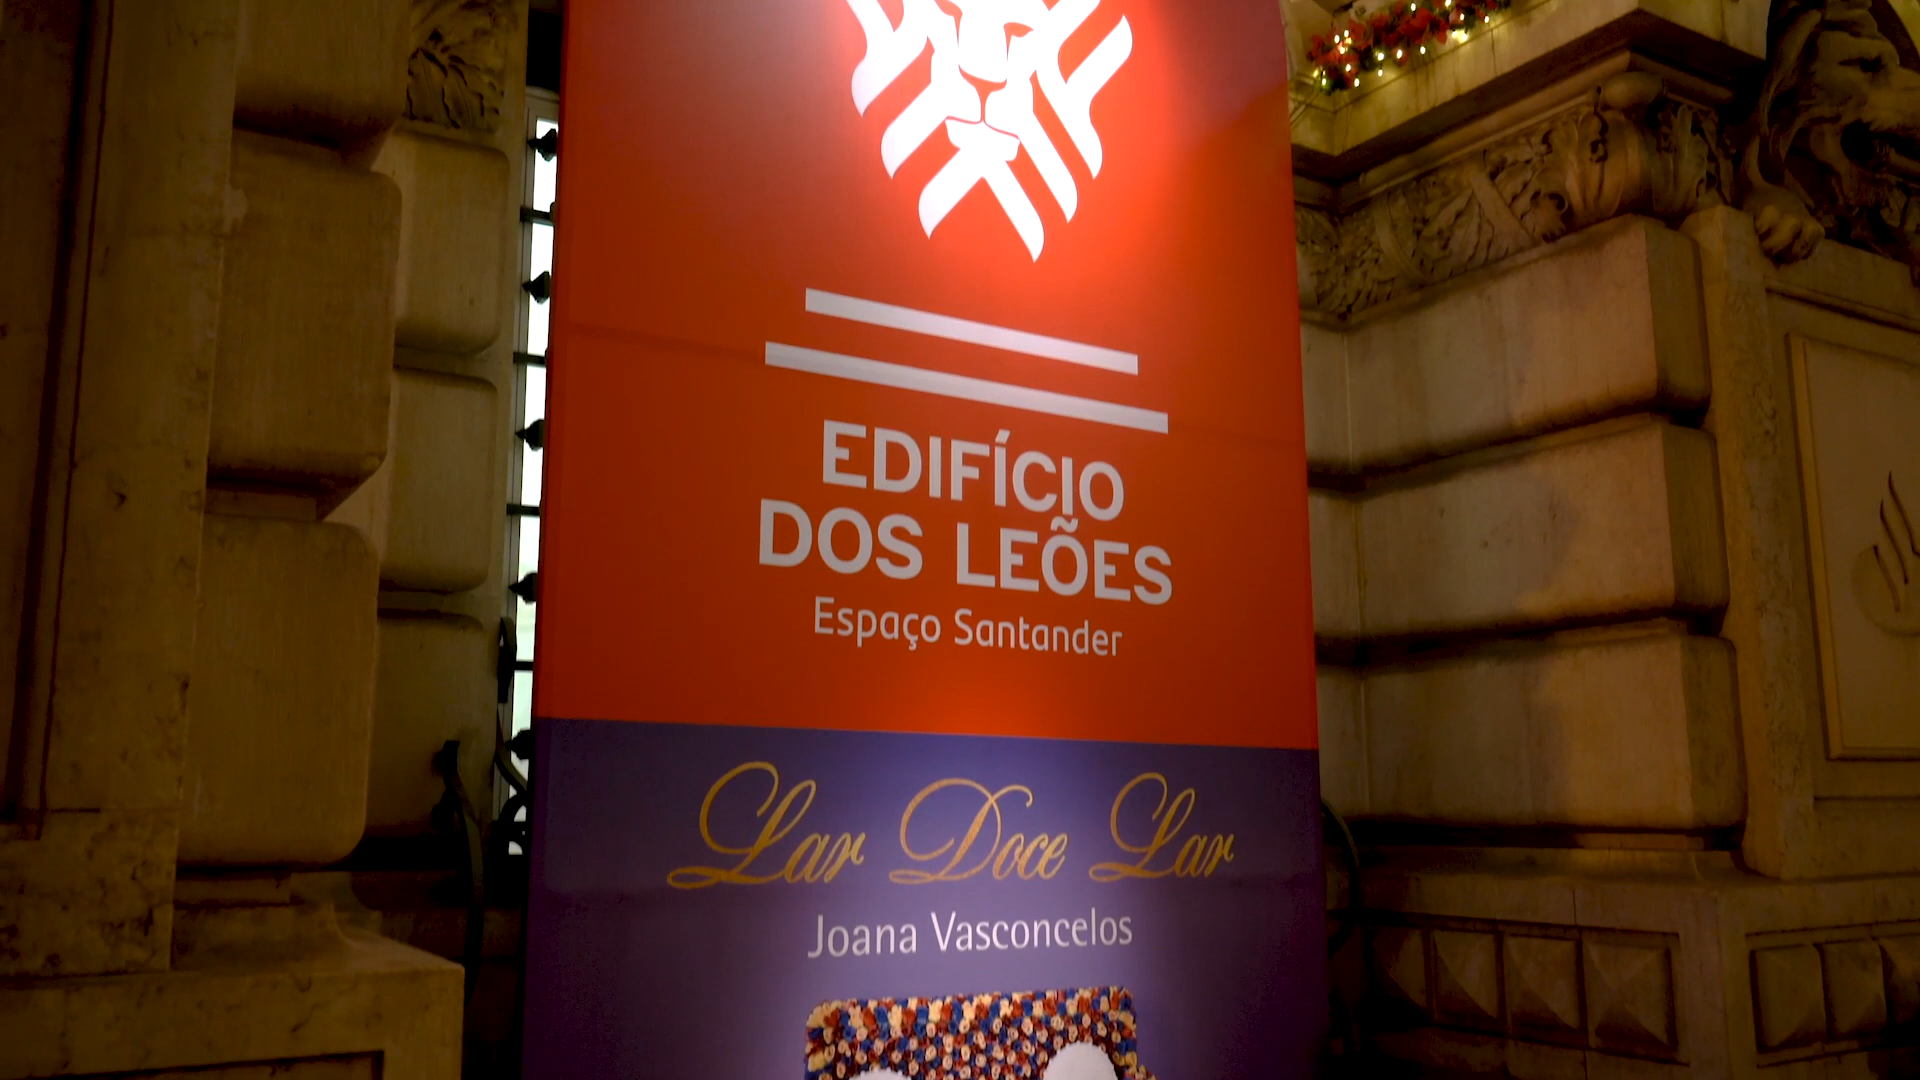 EDIFÍCIO
DOS LEÕES
Espaço Santander
Lar Doce Lar
Joana Vasconcelos